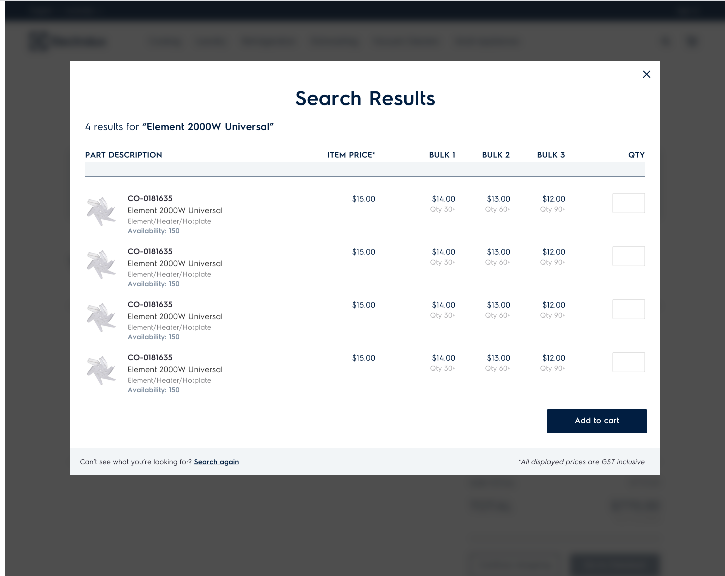 Search Results
4 results for “Element 2000W Universal”
PART DESCRIPTION ITEM PRICE* BULK 1 BULK 2 BULK 3 QTY
CO-0181635 $15.00 $14.00 $13.00 $12.00
Element 2000W Universal Qty 30+ Qty 60+ Qty 90+
Element/Heater/Hotplate
Availability: 150
CO-0181635 $15.00 $14.00 $13.00 $12.00
Element 2000W Universal Qty 30+ Qty 60+ Qty 90+
Element/Heater/Hotplate
Availability: 150
CO-0181635 $15.00 $14.00 $13.00 $12.00
Element 2000W Universal Qty 30+ Qty 60+ Qty 90+
Element/Heater/Hotplate
Availability: 150
CO-0181635 $15.00 $14.00 $13.00 $12.00
Element 2000W Universal Qty 30+ Qty 60+ Qty 90+
Element/Heater/Hotplate
Availability: 150
Add to cart
Can't see what you're looking for? Search again *All displayed prices are GST inclusive